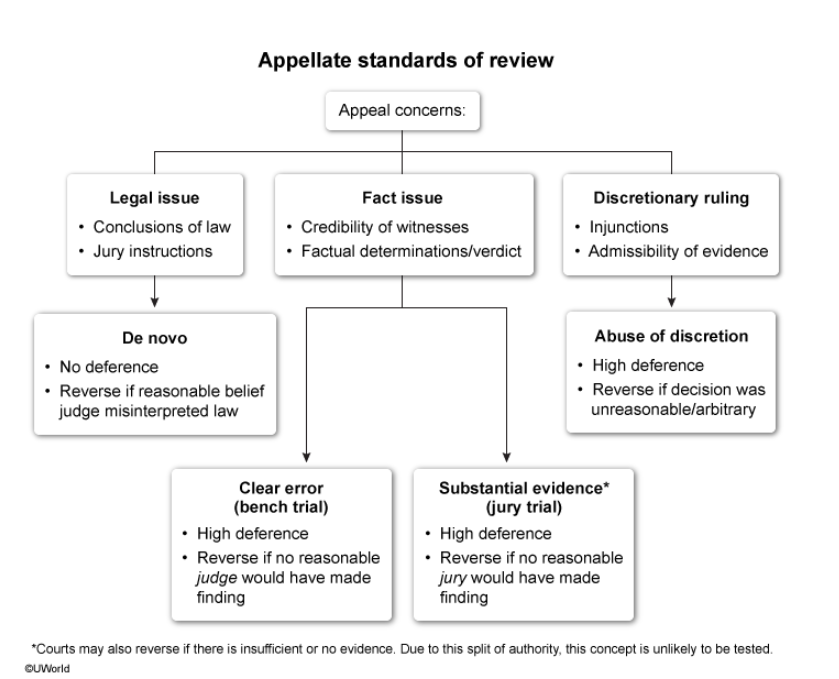 Appellate standards of review
Appeal concerns:
Legal issue
• Conclusions of law
• Jury instructions
Fact issue
• Credibility of witnesses
• Factual determinations/verdict
Discretionary ruling
• Injunctions
• Admissibility of evidence
De novo
• No deference
• Reverse if reasonable belief
judge misinterpreted law
Abuse of discretion
• High deference
• Reverse if decision was
unreasonable/arbitrary
Clear error
(bench trial)
• High deference
• Reverse if no reasonable
judge would have made
finding
Substantial evidence*
(jury trial)
• High deference
• Reverse if no reasonable
jury would have made
finding
*Courts may also reverse if there is insufficient or no evidence. Due to this split of authority, this concept is unlikely to be tested.
©UWorld